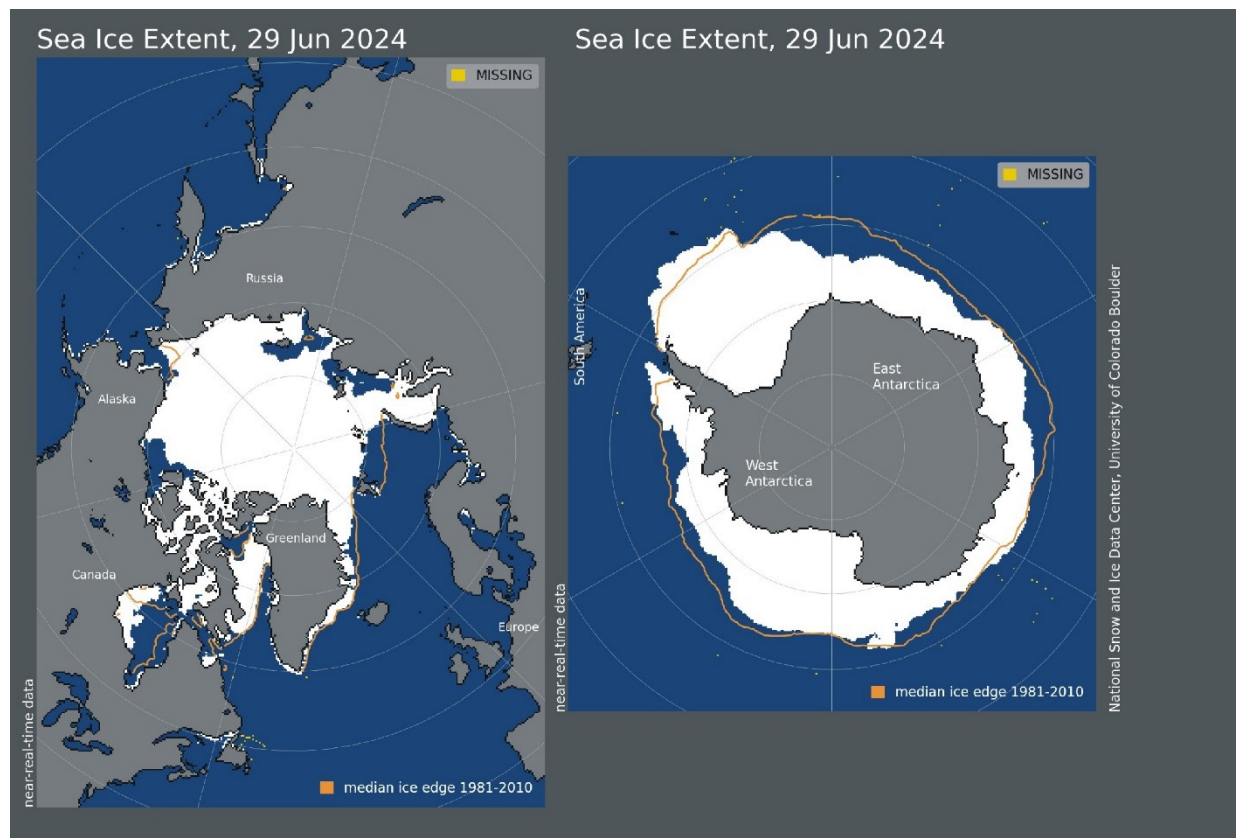 Sea Ice Extent, 29 Jun 2024
MISSING
Russia
Alaska
Greenland
Canada
Europe
near-real-time data
median ice edge 1981-2010
Sea Ice Extent, 29 Jun 2024
MISSING
South America
East
Antarctica
West
Antarctica
near-real-time data
median ice edge 1981-2010
National Snow and Ice Data Center, University of Colorado Boulder